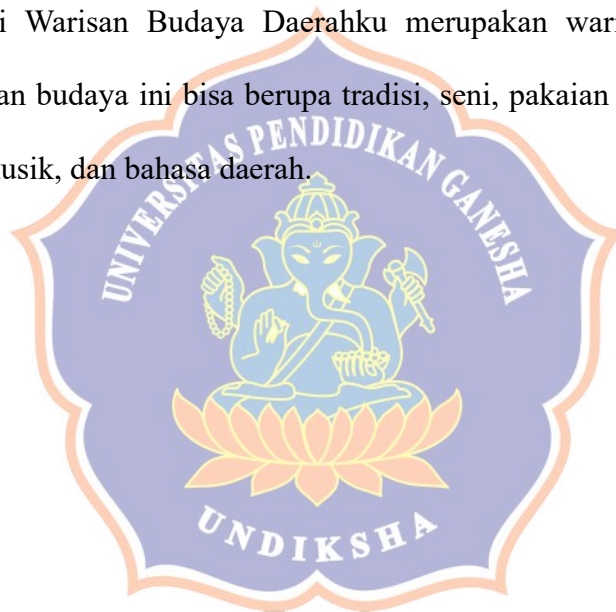 i Warisan Budaya Daerahku merupakan wari
an budaya ini bisa berupa tradisi, seni, pakaian
usik, dan bahasa daerah.
UNIVERSITAS PENDIDIKAN GANESHA
UNDIKSHA